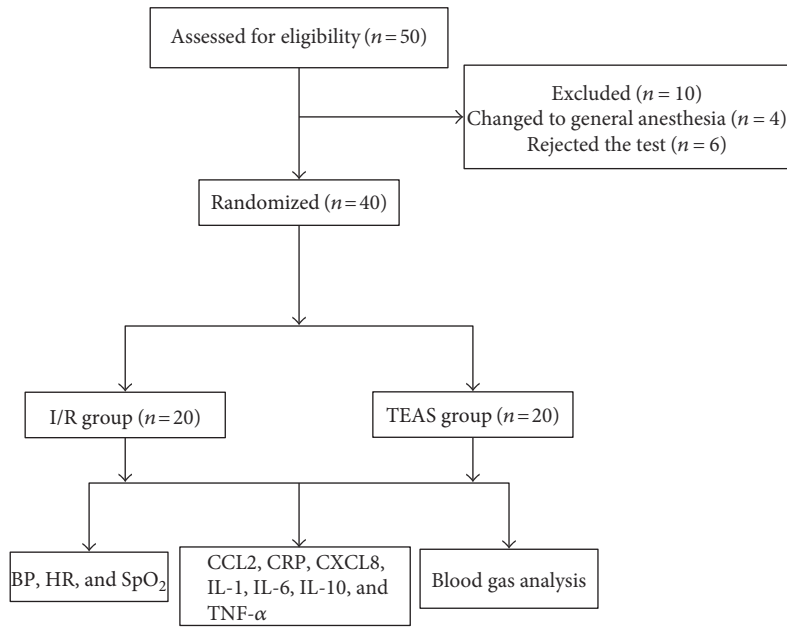 Assessed for eligibility (n = 50)
Excluded (n = 10)
Changed to general anesthesia (n = 4)
Rejected the test (n = 6)
Randomized (n = 40)
I/R group (n = 20)
TEAS group (n = 20)
BP, HR, and SpO₂
CCL2, CRP, CXCL8,
IL-1, IL-6, IL-10, and
TNF-α
Blood gas analysis